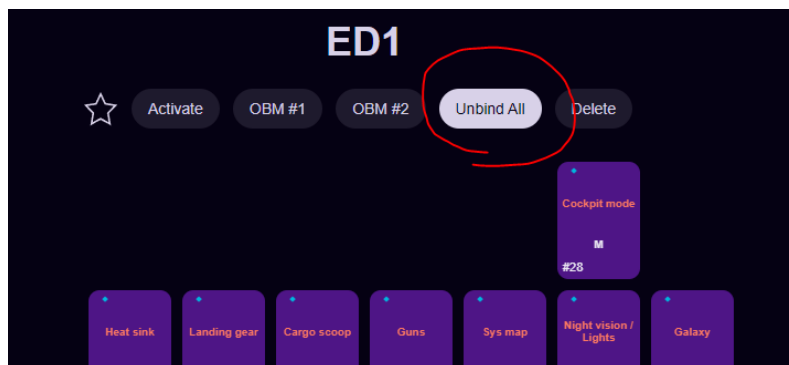 ED1
Activate
OBM #1
OBM #2
Unbind All
Delete
Cockpit mode
M
#28
Heat sink
Landing gear
Cargo scoop
Guns
Sys map
Night vision /
Lights
Galaxy